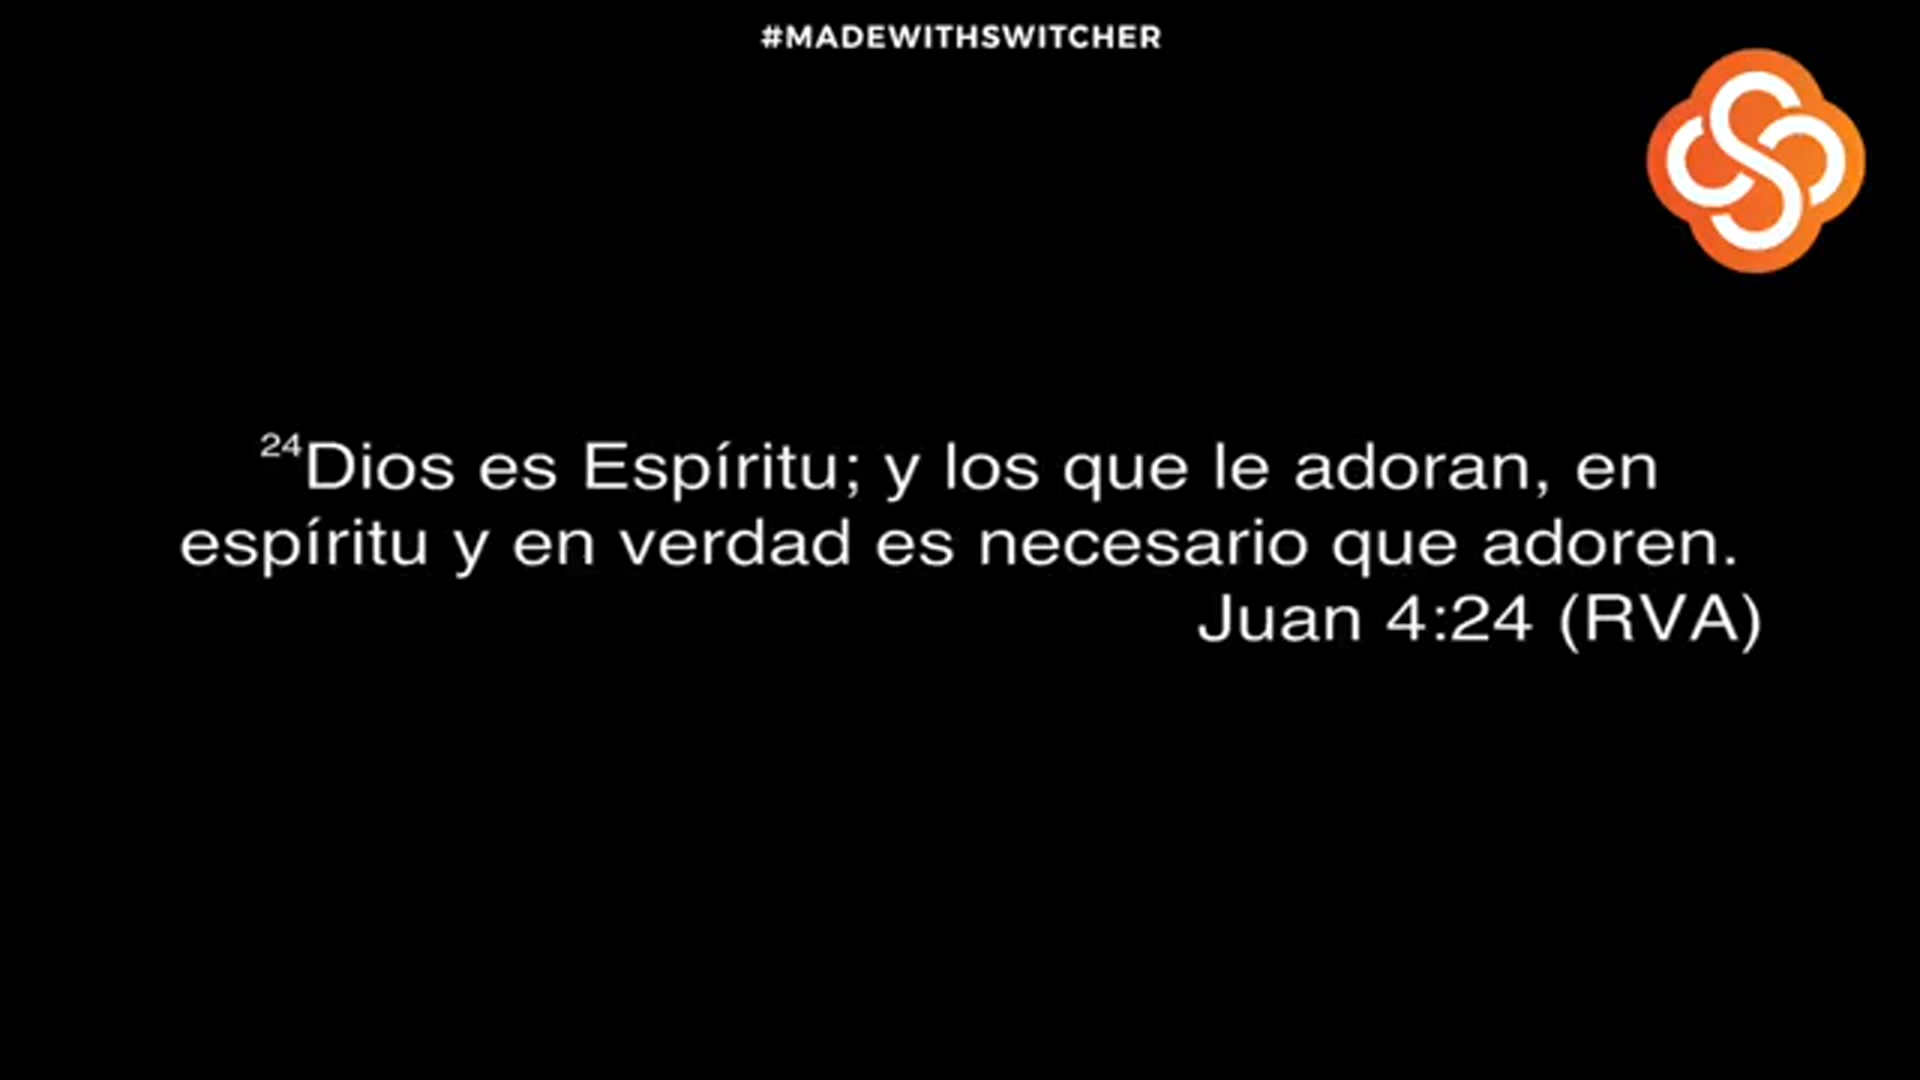 #MADEWITHSWITCHER
²⁴Dios es Espíritu; y los que le adoran, en
espíritu y en verdad es necesario que adoren.
Juan 4:24 (RVA)